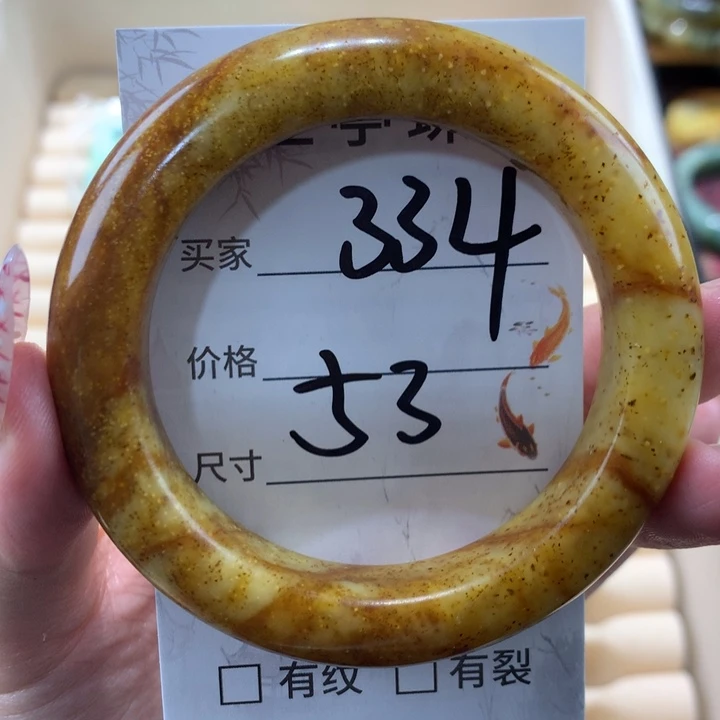 买家 334
价格 53
尺寸
有纹 有裂